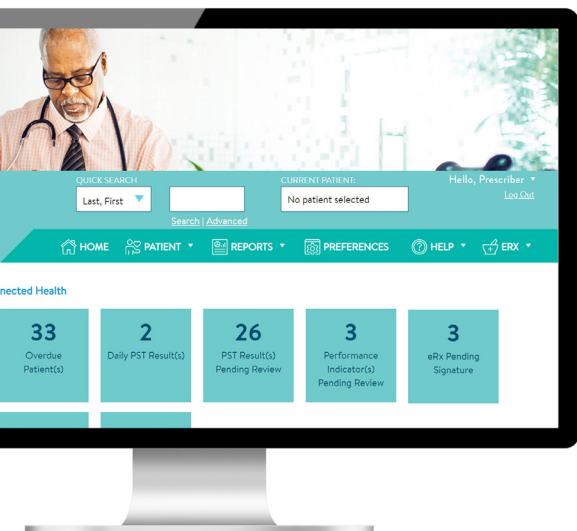 QUICK SEARCH
CURRENT PATIENT:
Hello, Prescriber
Last, First
No patient selected
Log Out
Search | Advanced
HOME
PATIENT
REPORTS
PREFERENCES
HELP
ERX
nected Health
33
Overdue
Patient(s)
2
Daily PST Result(s)
26
PST Result(s)
Pending Review
3
Performance
Indicator(s)
Pending Review
3
eRx Pending
Signature